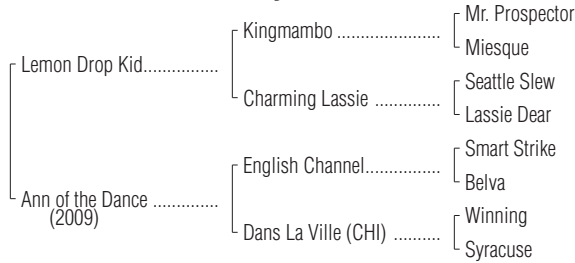 Mr. Prospector
Kingmambo ......................
Miesque
Lemon Drop Kid................
Seattle Slew
Charming Lassie ..............
Lassie Dear
Smart Strike
English Channel................
Belva
Ann of the Dance ..............
(2009)
Winning
Dans La Ville (CHI) ..........
Syracuse